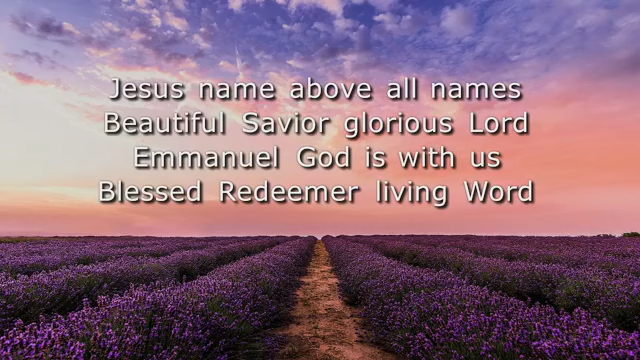 Jesus name above all names
Beautiful Savior glorious Lord
Emmanuel God is with us
Blessed Redeemer living Word